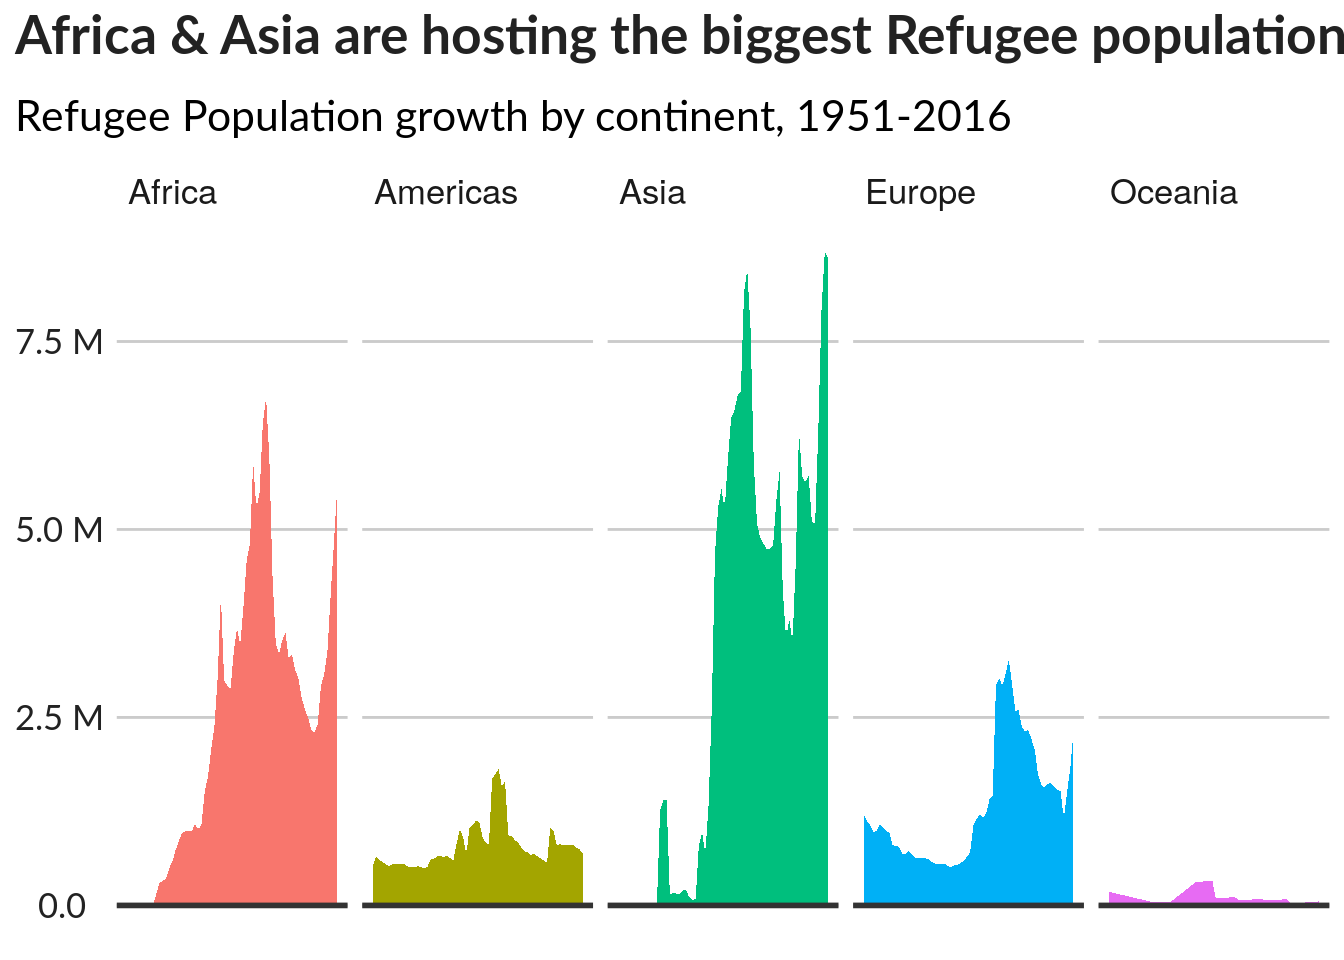 Africa & Asia are hosting the biggest Refugee population
Refugee Population growth by continent, 1951-2016
Africa
Americas
Asia
Europe
Oceania
7.5 M
5.0 M
2.5 M
0.0